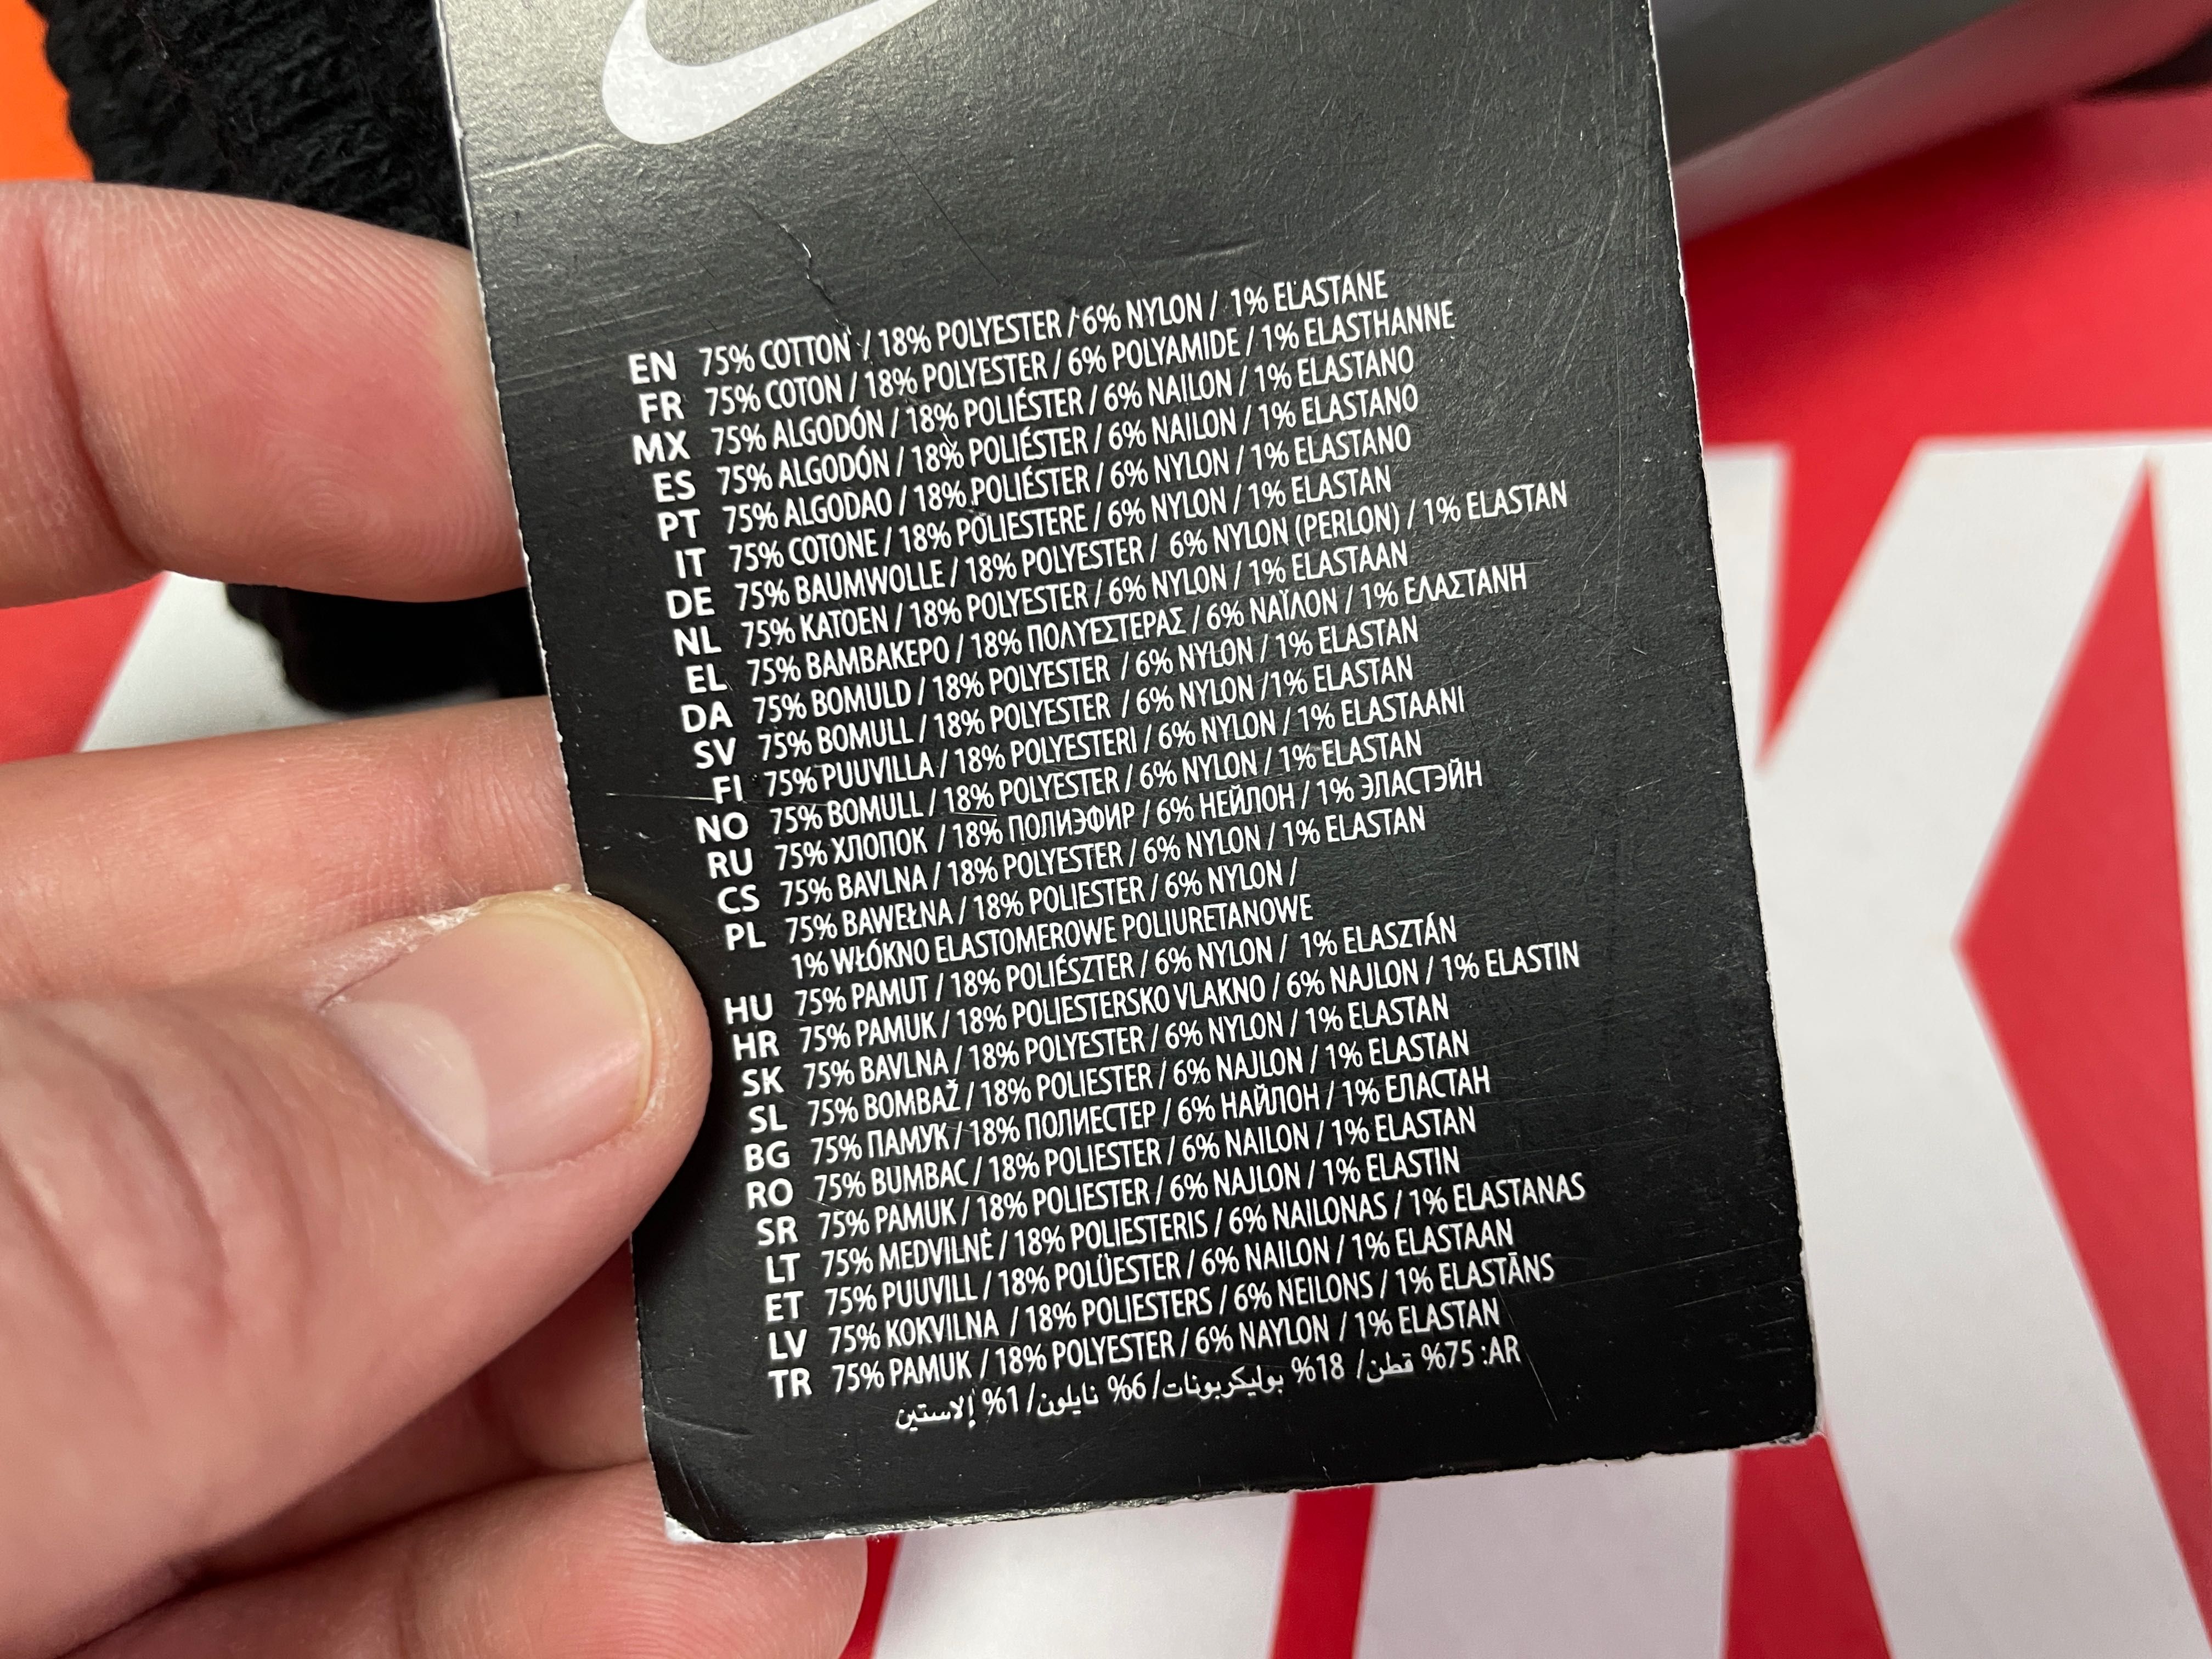 EN 75% COTTON / 18% POLYESTER / 6% NYLON / 1% ELASTANE
FR 75% COTON / 18% POLYESTER / 6% POLYAMIDE / 1% ELASTHANNE
MX 75% ALGODÓN / 18% POLIÉSTER / 6% NAILON / 1% ELASTANO
ES 75% ALGODÓN / 18% POLIÉSTER / 6% NAILON / 1% ELASTANO
PT 75% ALGODAO / 18% POLIÉSTER / 6% NYLON / 1% ELASTANO
IT 75% COTONE / 18% POLIESTERE / 6% NYLON / 1% ELASTAN
DE 75% BAUMWOLLE / 18% POLYESTER / 6% NYLON (PERLON) / 1% ELASTAN
NL 75% KATOEN / 18% POLYESTER / 6% NYLON / 1% ELASTAAN
EL 75% ΒΑΜΒΑΚΕΡΟ / 18% ΠΟΛΥΕΣΤΕΡΑΣ / 6% ΝΑΪΛΟΝ / 1% ΕΛΑΣΤΑΝΗ
DA 75% BOMULD / 18% POLYESTER / 6% NYLON / 1% ELASTAN
SV 75% BOMULL / 18% POLYESTER / 6% NYLON /1% ELASTAN
FI 75% PUUVILLA / 18% POLYESTERI / 6% NYLON / 1% ELASTAANI
NO 75% BOMULL / 18% POLYESTER / 6% NYLON / 1% ELASTAN
RU 75% ХЛОПОК / 18% ПОЛИЭФИР / 6% НЕЙЛОН / 1% ЭЛАСТЭЙН
CS 75% BAVLNA / 18% POLYESTER / 6% NYLON / 1% ELASTAN
PL 75% BAWEŁNA / 18% POLIESTER / 6% NYLON /
1% WŁÓKNO ELASTOMEROWE POLIURETANOWE
HU 75% PAMUT / 18% POLIÉSZTER / 6% NYLON / 1% ELASZTÁN
HR 75% PAMUK / 18% POLIESTERSKO VLAKNO / 6% NAJLON / 1% ELASTIN
SK 75% BAVLNA / 18% POLYESTER / 6% NYLON / 1% ELASTAN
SL 75% BOMBAŽ / 18% POLIESTER / 6% NAJLON / 1% ELASTAN
BG 75% ПАМУК / 18% ПОЛИЕСТЕР / 6% НАЙЛОН / 1% ЕЛАСТАН
RO 75% BUMBAC / 18% POLIESTER / 6% NAILON / 1% ELASTAN
SR 75% PAMUK / 18% POLIESTER / 6% NAJLON / 1% ELASTIN
LT 75% MEDVILNĖ / 18% POLIESTERIS / 6% NAILONAS / 1% ELASTANAS
ET 75% PUUVILL / 18% POLÜESTER / 6% NAILON / 1% ELASTAAN
LV 75% KOKVILNA / 18% POLIESTERS / 6% NEILONS / 1% ELASTĀNS
TR 75% PAMUK / 18% POLYESTER / 6% NAYLON / 1% ELASTAN
AR: 75% قطن/ 18% بوليكربونات/ 6% نايلون/ 1% إلاستين